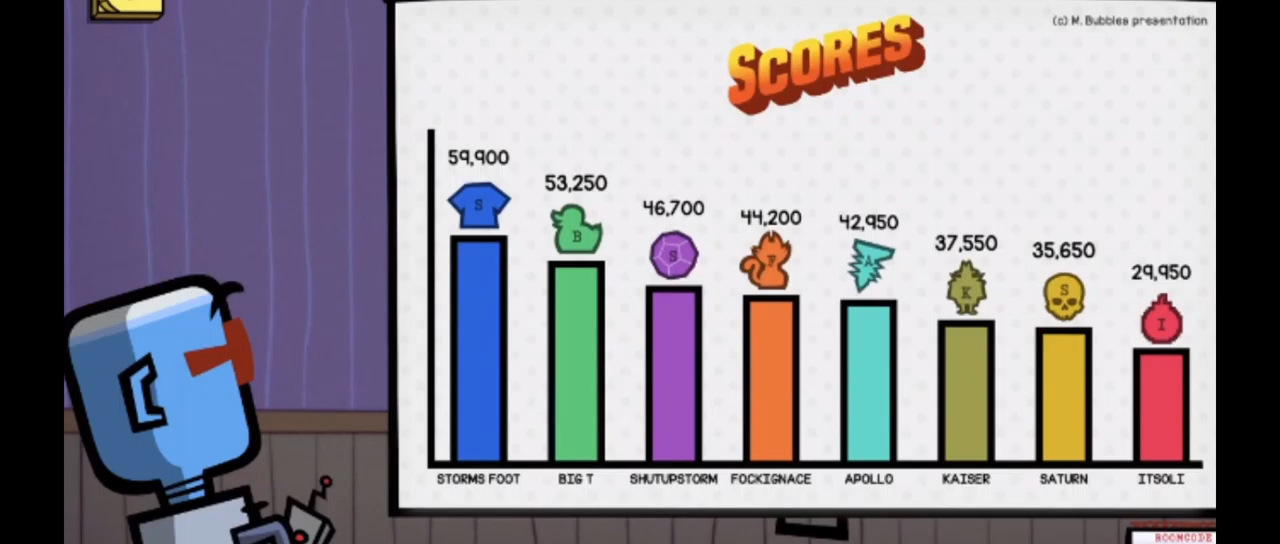 (c) M. Bubbles presentation
SCORES
59,900
53,250
46,700
44,200
42,950
37,550
35,650
29,950
S
B
S
F
A
K
S
I
STORMS FOOT
BIG T
SHUTUPSTORM
FOCKIGNACE
APOLLO
KAISER
SATURN
ITSOLI
ROOMCODE